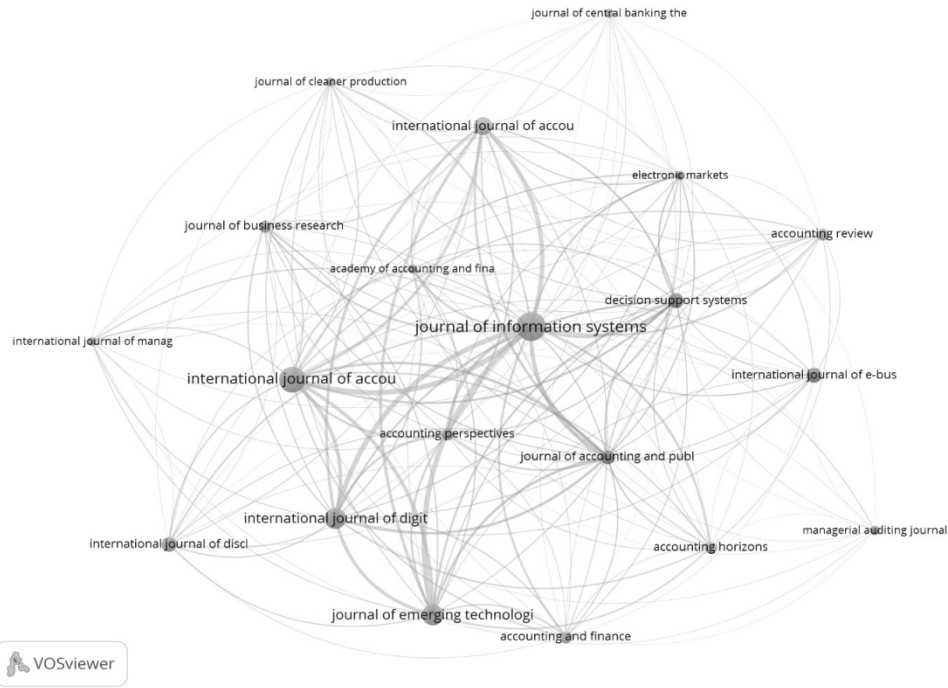 journal of central banking the
journal of cleaner production
international journal of accou
electronic markets
journal of business research
accounting review
academy of accounting and fina
decision support systems
journal of information systems
international journal of manag
international journal of accou
international journal of e-bus
accounting perspectives
journal of accounting and publ
international journal of digit
managerial auditing journal
international journal of discl
accounting horizons
journal of emerging technologi
accounting and finance
VOSviewer